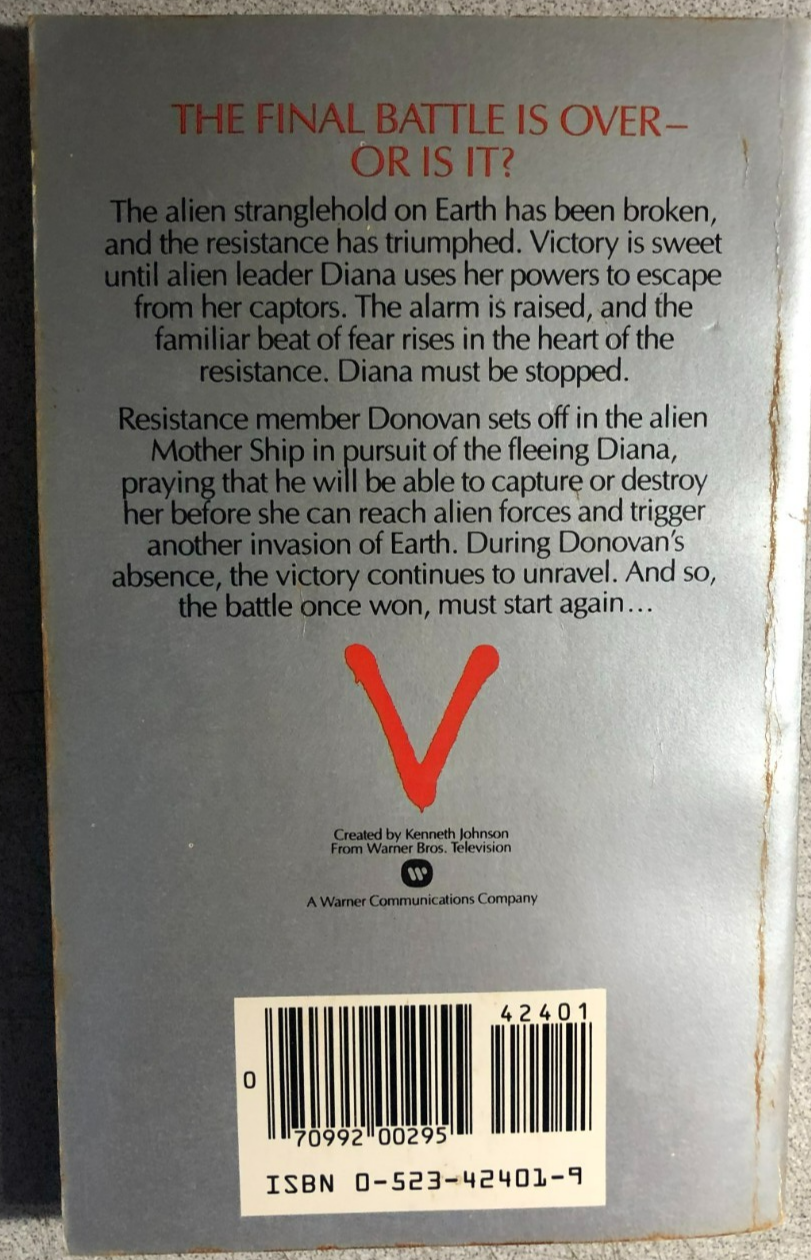 THE FINAL BATTLE IS OVER–
OR IS IT?
The alien stranglehold on Earth has been broken,
and the resistance has triumphed. Victory is sweet
until alien leader Diana uses her powers to escape
from her captors. The alarm is raised, and the
familiar beat of fear rises in the heart of the
resistance. Diana must be stopped.
Resistance member Donovan sets off in the alien
Mother Ship in pursuit of the fleeing Diana,
praying that he will be able to capture or destroy
her before she can reach alien forces and trigger
another invasion of Earth. During Donovan's
absence, the victory continues to unravel. And so,
the battle once won, must start again...
V
Created by Kenneth Johnson
From Warner Bros. Television
W
A Warner Communications Company
42401
0
70992 00295
ISBN 0-523-42401-9